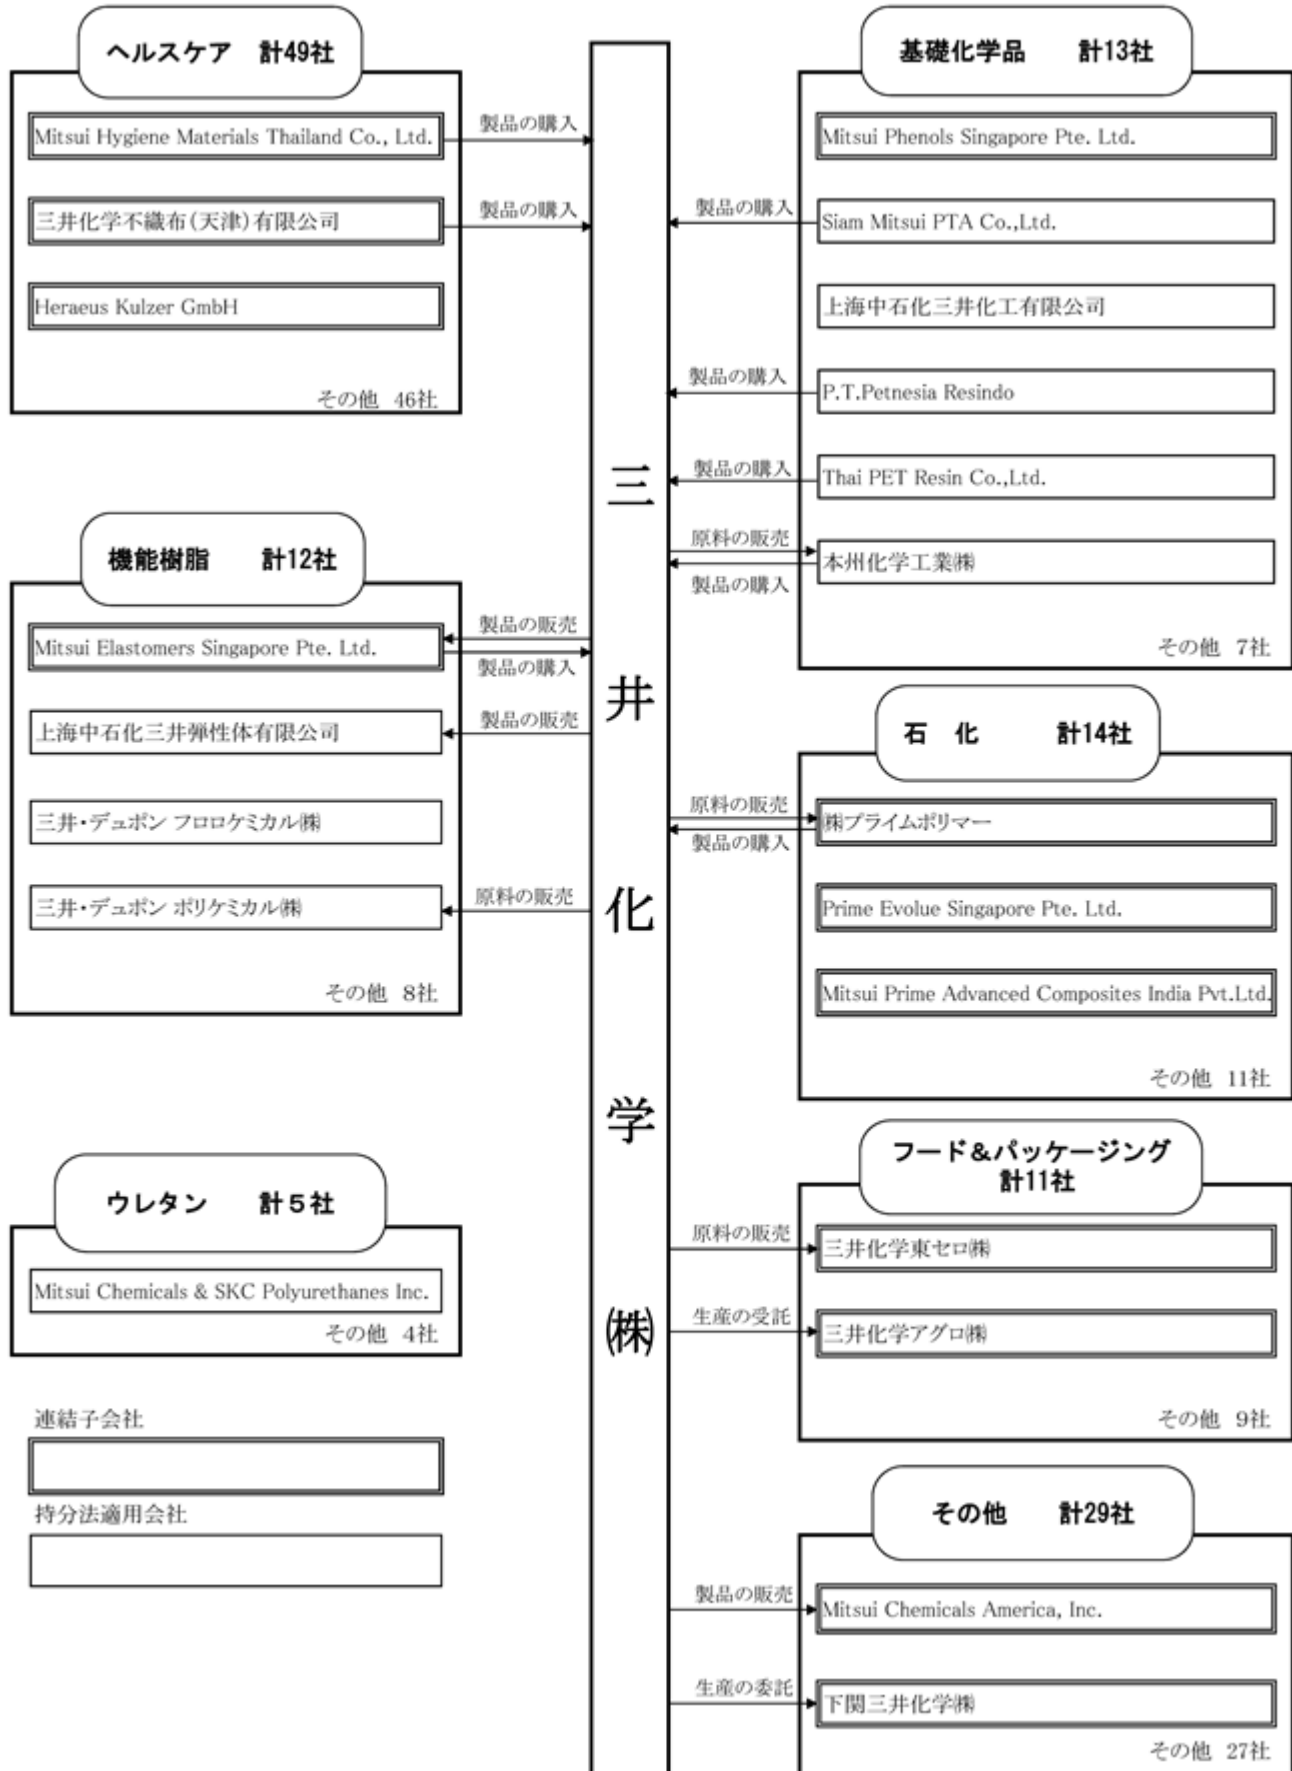 ヘルスケア 計49社
Mitsui Hygiene Materials Thailand Co., Ltd.
製品の購入
三井化学不織布(天津)有限公司
製品の購入
Heraeus Kulzer GmbH
その他 46社
機能樹脂 計12社
Mitsui Elastomers Singapore Pte. Ltd.
製品の販売
製品の購入
上海中石化三井弾性体有限公司
製品の販売
三井・デュポン フロロケミカル㈱
三井・デュポン ポリケミカル㈱
原料の販売
その他 8社
ウレタン 計5社
Mitsui Chemicals & SKC Polyurethanes Inc.
その他 4社
連結子会社
持分法適用会社
三井化学㈱
基礎化学品 計13社
Mitsui Phenols Singapore Pte. Ltd.
製品の購入
Siam Mitsui PTA Co.,Ltd.
上海中石化三井化工有限公司
製品の購入
P.T.Petnesia Resindo
製品の購入
Thai PET Resin Co.,Ltd.
原料の販売
製品の購入
本州化学工業㈱
その他 7社
石 化 計14社
原料の販売
製品の購入
㈱プライムポリマー
Prime Evolue Singapore Pte. Ltd.
Mitsui Prime Advanced Composites India Pvt.Ltd.
その他 11社
フード&パッケージング
計11社
原料の販売
三井化学東セロ㈱
生産の受託
三井化学アグロ㈱
その他 9社
その他 計29社
製品の販売
Mitsui Chemicals America, Inc.
生産の委託
下関三井化学㈱
その他 27社